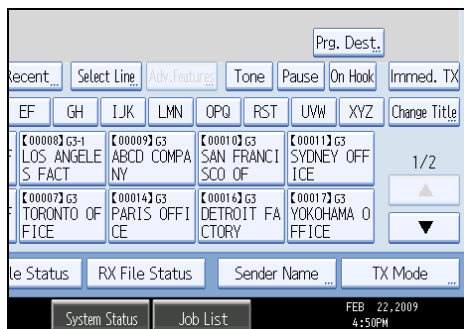 Prg. Dest.
Recent Select Line Adv.Features Tone Pause On Hook Immed. TX
EF GH IJK LMN OPQ RST UVW XYZ Change Title
【00008】G3-1 【00009】G3 【00010】G3 【00011】G3
LOS ANGELE ABCD COMPA SAN FRANCI SYDNEY OFF
S FACT NY SCO OF ICE
1/2
【00007】G3 【00014】G3 【00016】G3 【00017】G3
TORONTO OF PARIS OFFI DETROIT FA YOKOHAMA O
FFICE CE CTORY FFICE
le Status RX File Status Sender Name TX Mode
System Status Job List FEB 22,2009
4:50PM